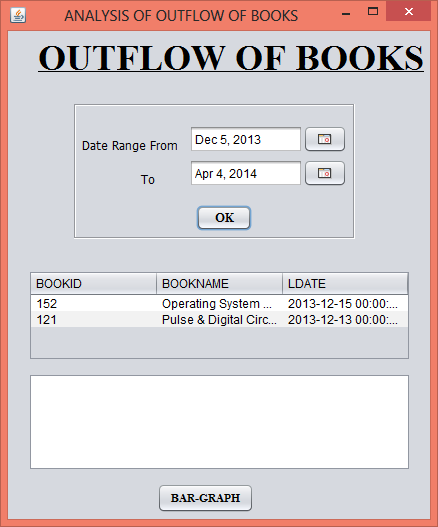 ANALYSIS OF OUTFLOW OF BOOKS
OUTFLOW OF BOOKS
Date Range From Dec 5, 2013
To Apr 4, 2014
OK
BOOKID BOOKNAME LDATE
152 Operating System ... 2013-12-15 00:00:...
121 Pulse & Digital Circ... 2013-12-13 00:00:...
BAR-GRAPH